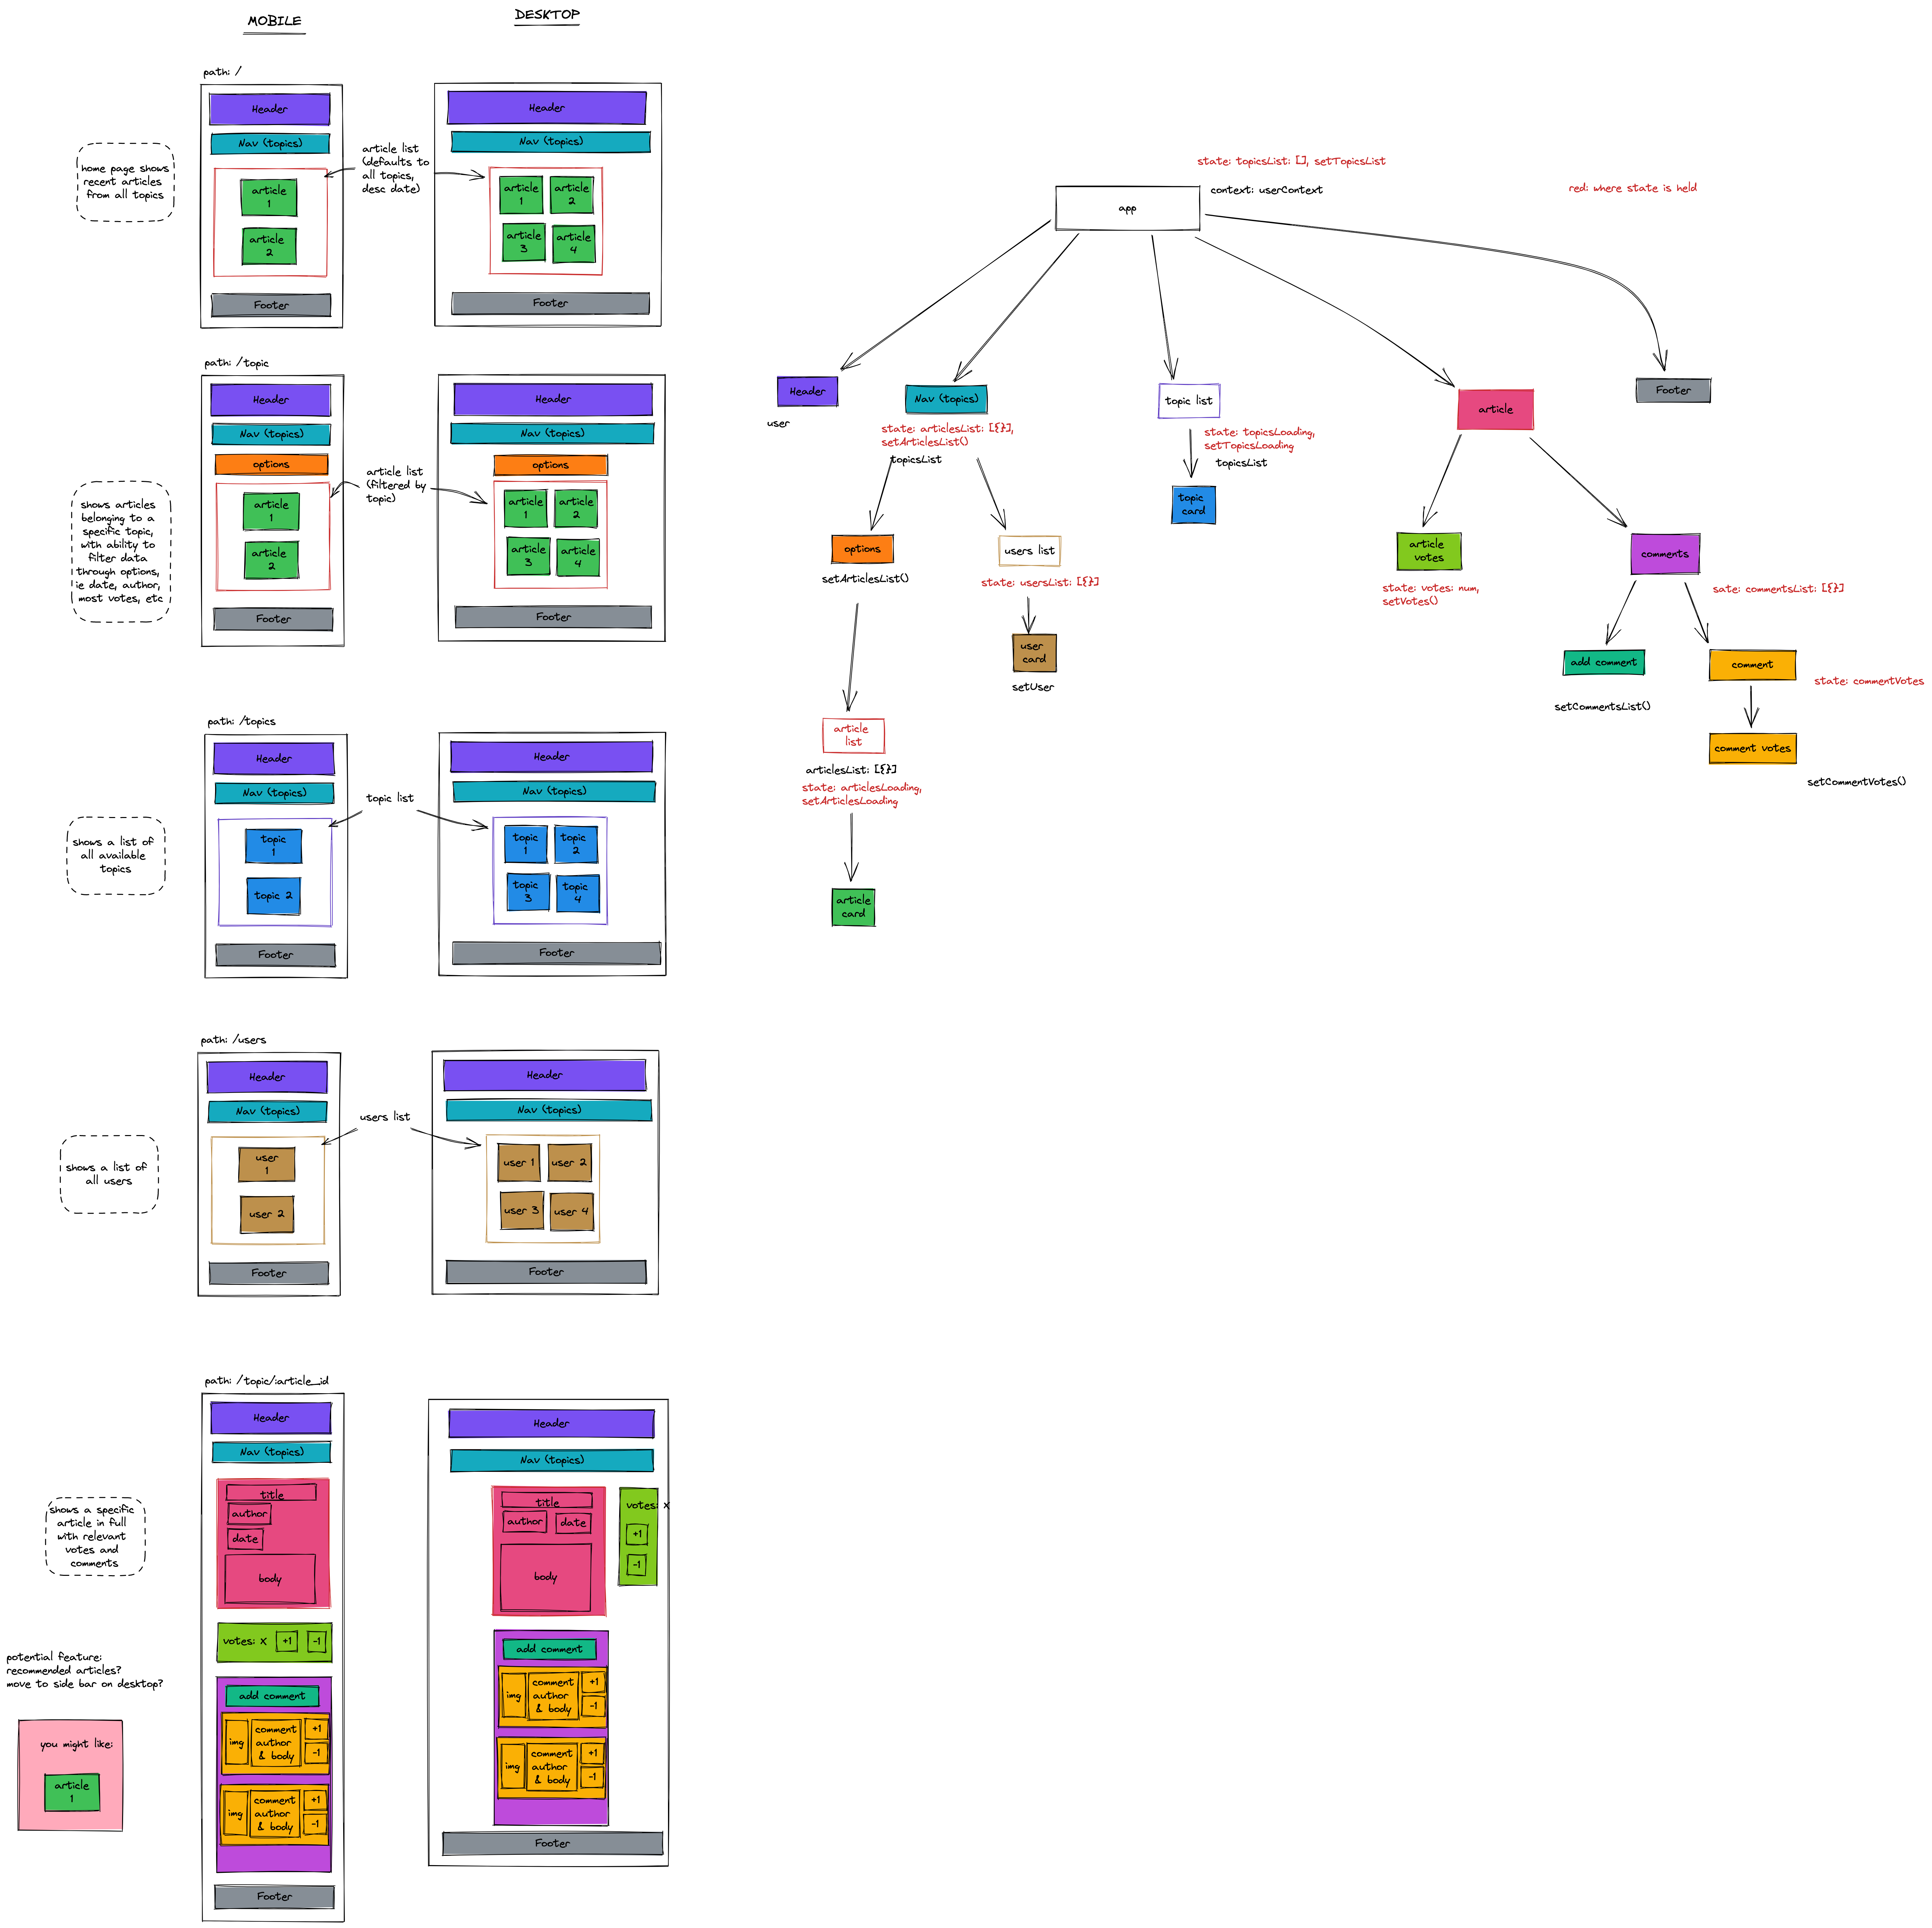 MOBILE
DESKTOP
path: /
home page shows
recent articles
from all topics
Header
Nav (topics)
article
1
article
2
Footer
article list
(defaults to
all topics,
desc date)
Header
Nav (topics)
article
1
article
2
article
3
article
4
Footer
path: /topic
shows articles
belonging to a
specific topic,
with ability to
filter data
through options,
ie date, author,
most votes, etc
Header
Nav (topics)
options
article
1
article
2
Footer
article list
(filtered by
topic)
Header
Nav (topics)
options
article
1
article
2
article
3
article
4
Footer
path: /topics
shows a list of
all available
topics
Header
Nav (topics)
topic
1
topic 2
Footer
topic list
Header
Nav (topics)
topic
1
topic
2
topic
3
topic
4
Footer
path: /users
shows a list of
all users
Header
Nav (topics)
user
1
user 2
Footer
users list
Header
Nav (topics)
user 1
user 2
user 3
user 4
Footer
path: /topic/:article_id
shows a specific
article in full
with relevant
votes and
comments
Header
Nav (topics)
title
author
date
body
votes: X
+1
-1
add comment
img
comment
author
& body
+1
-1
img
comment
author
& body
+1
-1
Footer
Header
Nav (topics)
title
author
date
body
votes: X
+1
-1
add comment
img
comment
author
& body
+1
-1
img
comment
author
& body
+1
-1
Footer
potential feature:
recommended articles?
move to side bar on desktop?
you might like:
article
1
state: topicsList: [], setTopicsList
context: userContext
red: where state is held
app
Header
user
Nav (topics)
state: articlesList: [{}],
setArticlesList()
topicsList
topic list
state: topicsLoading,
setTopicsLoading
topicsList
topic
card
article
Footer
options
setArticlesList()
users list
state: usersList: [{}]
user
card
setUser
article
list
articlesList: [{}]
state: articlesLoading,
setArticlesLoading
article
card
article
votes
state: votes: num,
setVotes()
comments
sate: commentsList: [{}]
add comment
setCommentsList()
comment
state: commentVotes
comment votes
setCommentVotes()